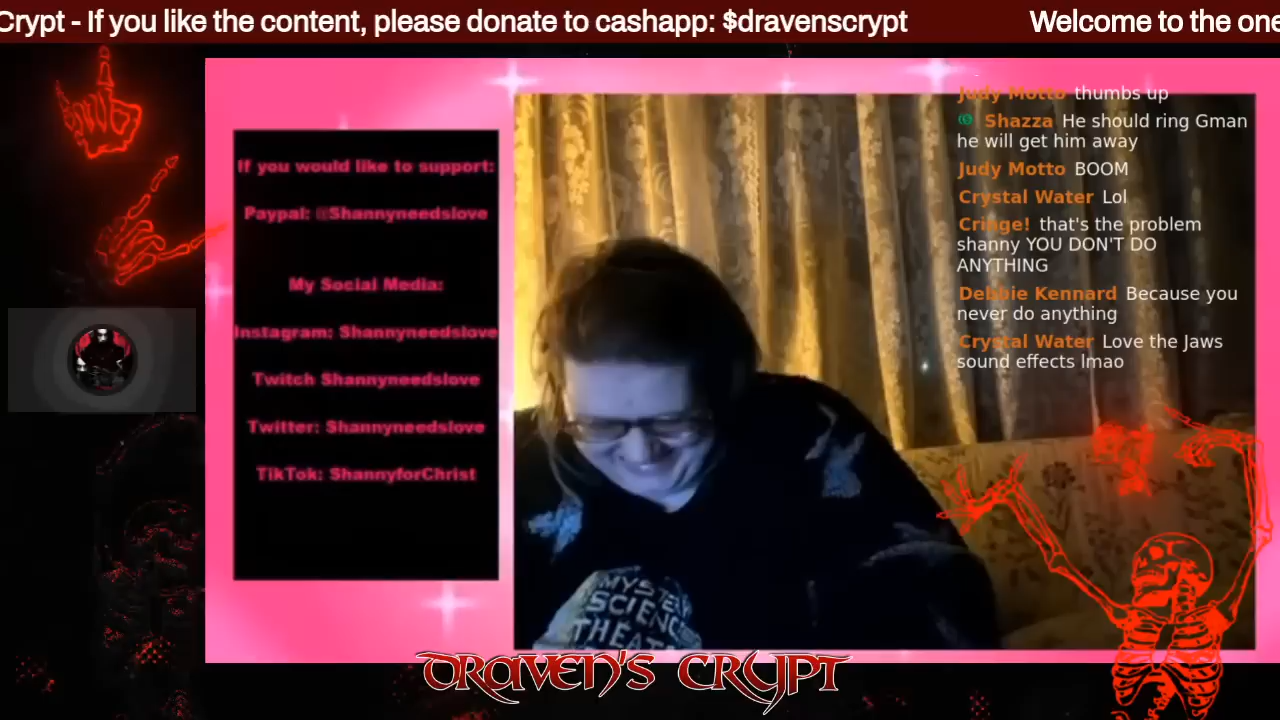 Crypt - If you like the content, please donate to cashapp: $dravenscrypt Welcome to the one
If you would like to support:
Paypal: @Shannyneedslove
My Social Media:
Instagram: Shannyneedslove
Twitch Shannyneedslove
Twitter: Shannyneedslove
TikTok: ShannyforChrist
Judy Motto thumbs up
Shazza He should ring Gman
he will get him away
Judy Motto BOOM
Crystal Water Lol
Cringe! that's the problem
shanny YOU DON'T DO
ANYTHING
Debbie Kennard Because you
never do anything
Crystal Water Love the Jaws
sound effects lmao
MYSTERY
SCIENCE
THEAT
DRAVEN'S CRYPT